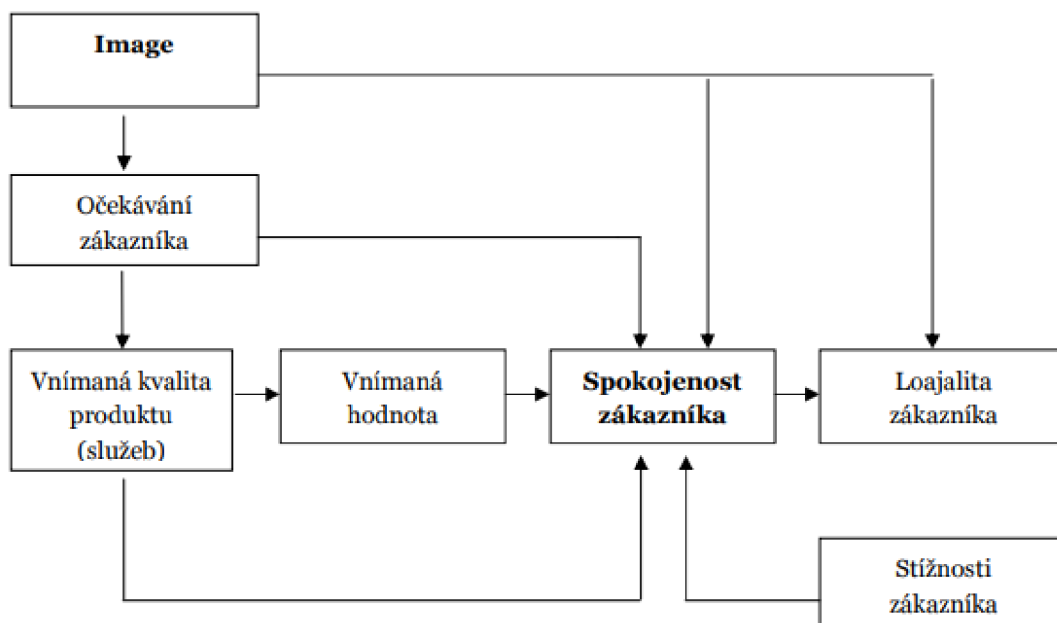 Image
Očekávání
zákazníka
Vnímaná kvalita
produktu
(služeb)
Vnímaná
hodnota
Spokojenost
zákazníka
Loajalita
zákazníka
Stížnosti
zákazníka